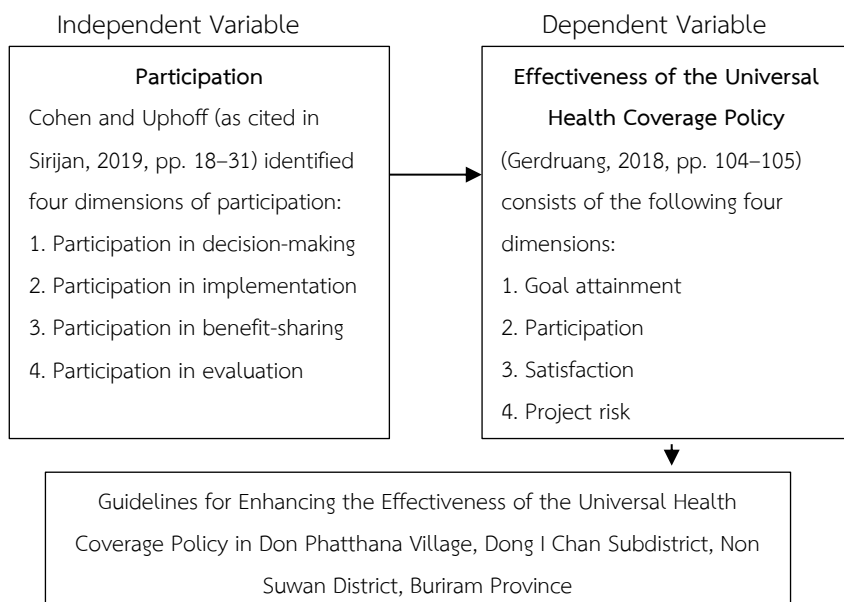 Independent Variable
Participation
Cohen and Uphoff (as cited in
Sirijan, 2019, pp. 18–31) identified
four dimensions of participation:
1. Participation in decision-making
2. Participation in implementation
3. Participation in benefit-sharing
4. Participation in evaluation
Dependent Variable
Effectiveness of the Universal
Health Coverage Policy
(Gerdruang, 2018, pp. 104–105)
consists of the following four
dimensions:
1. Goal attainment
2. Participation
3. Satisfaction
4. Project risk
Guidelines for Enhancing the Effectiveness of the Universal Health
Coverage Policy in Don Phatthana Village, Dong I Chan Subdistrict, Non
Suwan District, Buriram Province